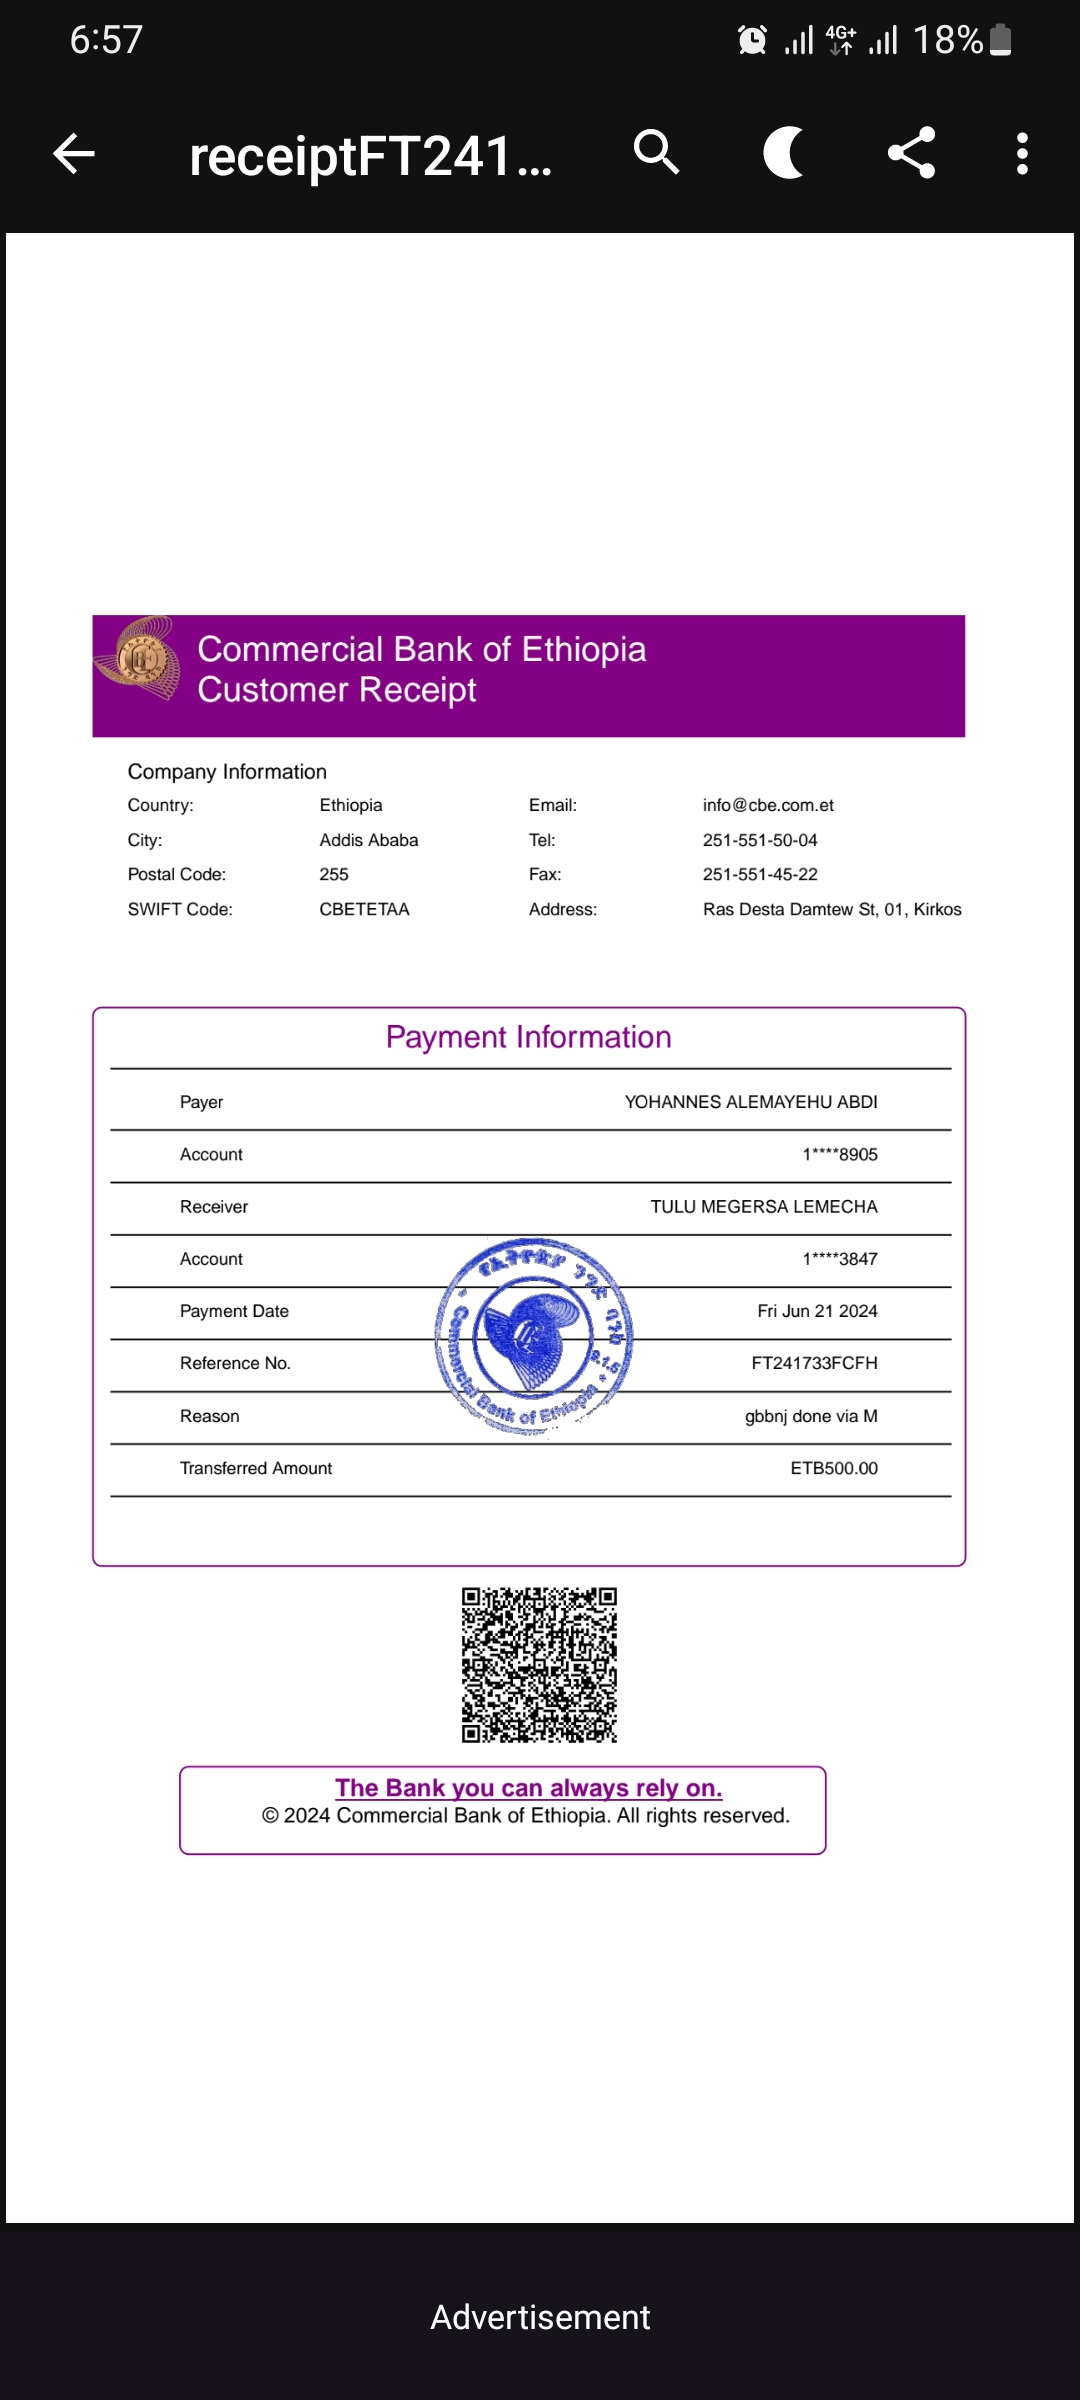 6:57
4G+
18%
receiptFT241...
Commercial Bank of Ethiopia
Customer Receipt
Company Information
Country: Ethiopia Email: info@cbe.com.et
City: Addis Ababa Tel: 251-551-50-04
Postal Code: 255 Fax: 251-551-45-22
SWIFT Code: CBETETAA Address: Ras Desta Damtew St, 01, Kirkos
Payment Information
Payer YOHANNES ALEMAYEHU ABDI
Account 1****8905
Receiver TULU MEGERSA LEMECHA
Account 1****3847
Payment Date Fri Jun 21 2024
Reference No. FT241733FCFH
Reason gbbnj done via M
Transferred Amount ETB500.00
የኢትዮጵያ ንግድ ባንክ
Commercial Bank of Ethiopia
The Bank you can always rely on.
© 2024 Commercial Bank of Ethiopia. All rights reserved.
Advertisement